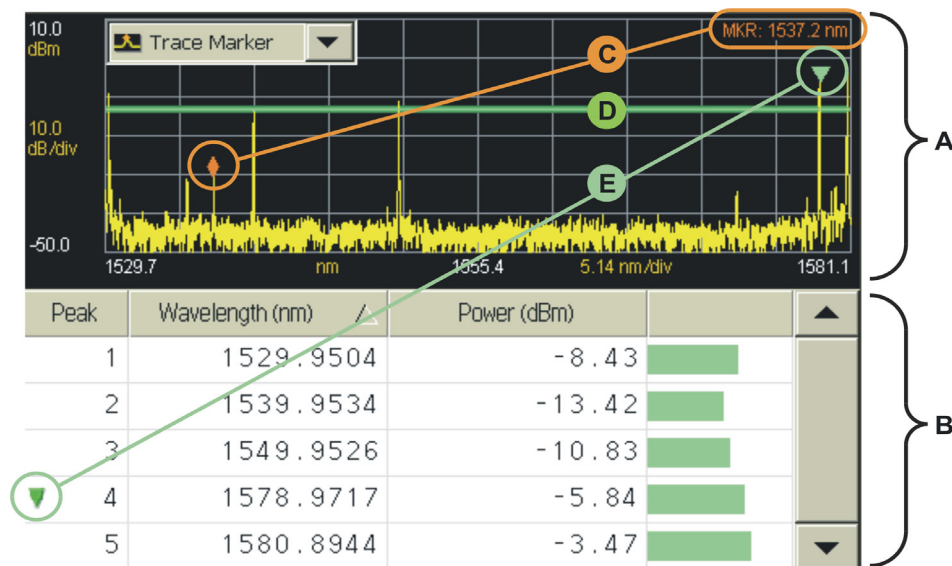 10.0
dBm
Trace Marker
MKR: 1537.2 nm
C
D
A
10.0
dB/div
E
-50.0
1529.7 nm 1555.4 5.14 nm/div 1581.1
Peak Wavelength (nm) Power (dBm)
1 1529.9504 -8.43
2 1539.9534 -13.42
B
3 1549.9526 -10.83
4 1578.9717 -5.84
5 1580.8944 -3.47